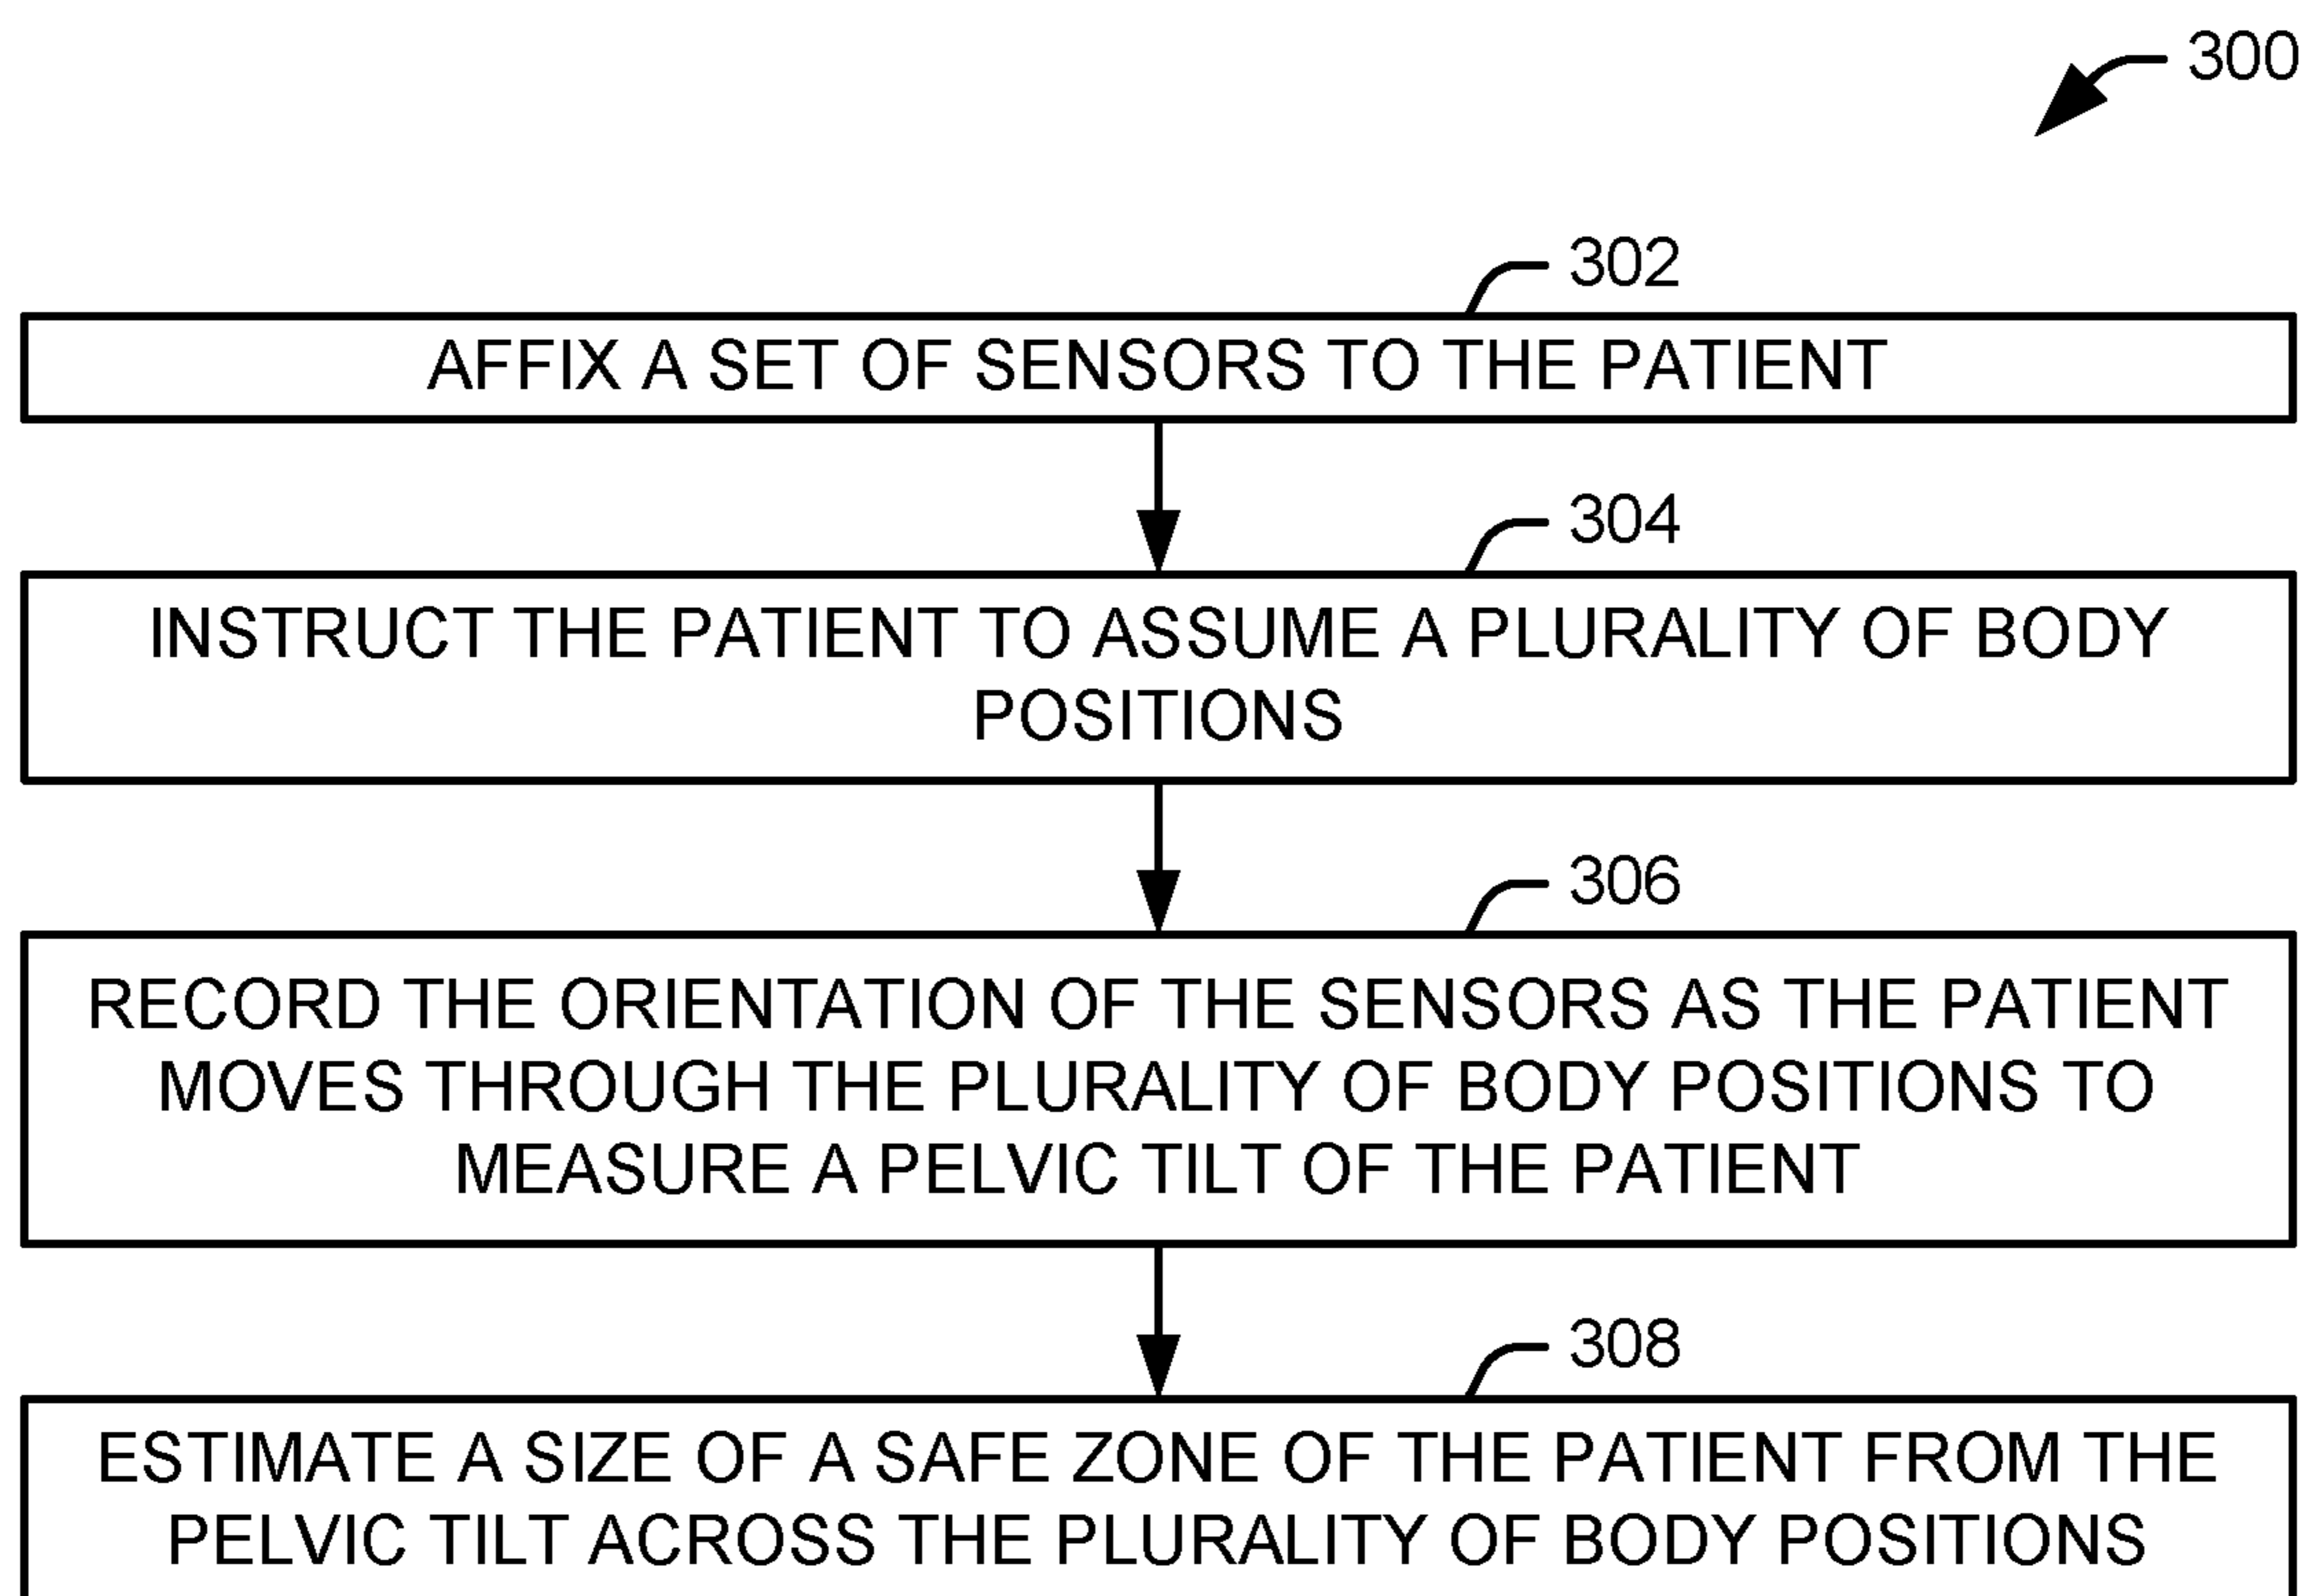 300
302
AFFIX A SET OF SENSORS TO THE PATIENT
304
INSTRUCT THE PATIENT TO ASSUME A PLURALITY OF BODY
POSITIONS
306
RECORD THE ORIENTATION OF THE SENSORS AS THE PATIENT
MOVES THROUGH THE PLURALITY OF BODY POSITIONS TO
MEASURE A PELVIC TILT OF THE PATIENT
308
ESTIMATE A SIZE OF A SAFE ZONE OF THE PATIENT FROM THE
PELVIC TILT ACROSS THE PLURALITY OF BODY POSITIONS